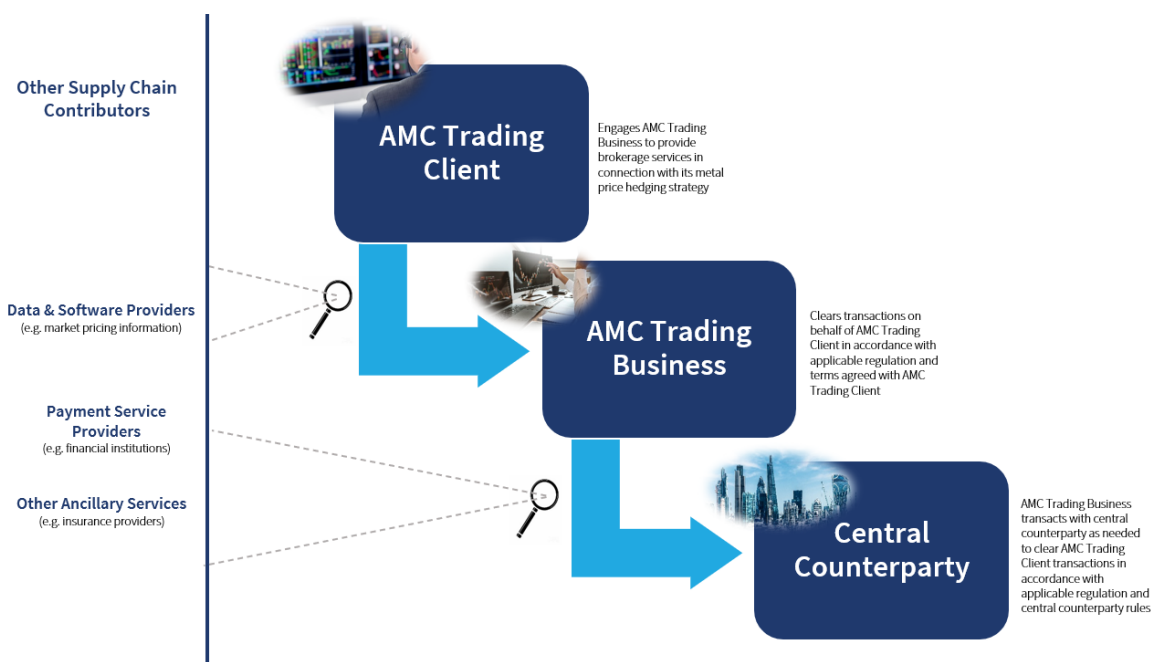 Other Supply Chain
Contributors
Data & Software Providers
(e.g. market pricing information)
Payment Service
Providers
(e.g. financial institutions)
Other Ancillary Services
(e.g. insurance providers)
AMC Trading
Client
Engages AMC Trading
Business to provide
brokerage services in
connection with its metal
price hedging strategy
AMC Trading
Business
Clears transactions on
behalf of AMC Trading
Client in accordance with
applicable regulation and
terms agreed with AMC
Trading Client
Central
Counterparty
AMC Trading Business
transacts with central
counterparty as needed
to clear AMC Trading
Client transactions in
accordance with
applicable regulation and
central counterparty rules